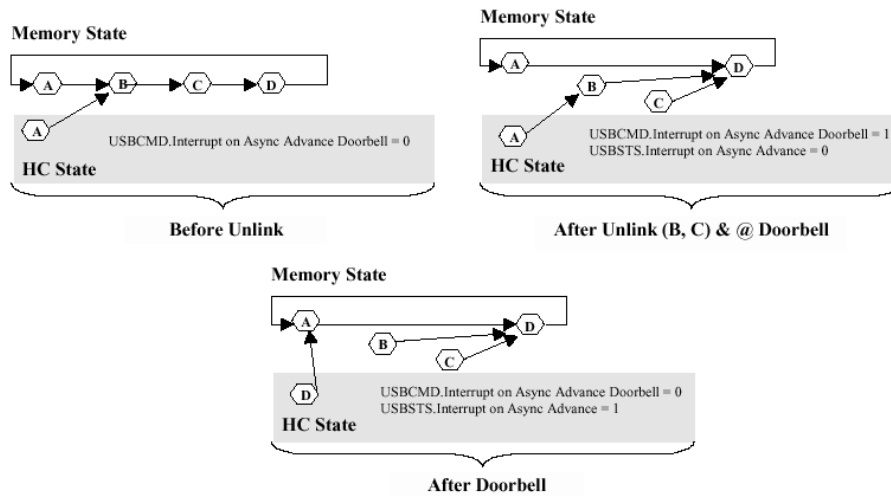 Memory State
A B C D
A
USBCMD.Interrupt on Async Advance Doorbell = 0
HC State
Before Unlink
Memory State
A D
B
C
A
USBCMD.Interrupt on Async Advance Doorbell = 1
USBSTS.Interrupt on Async Advance = 0
HC State
After Unlink (B, C) & @ Doorbell
Memory State
A D
B
C
D
USBCMD.Interrupt on Async Advance Doorbell = 0
USBSTS.Interrupt on Async Advance = 1
HC State
After Doorbell